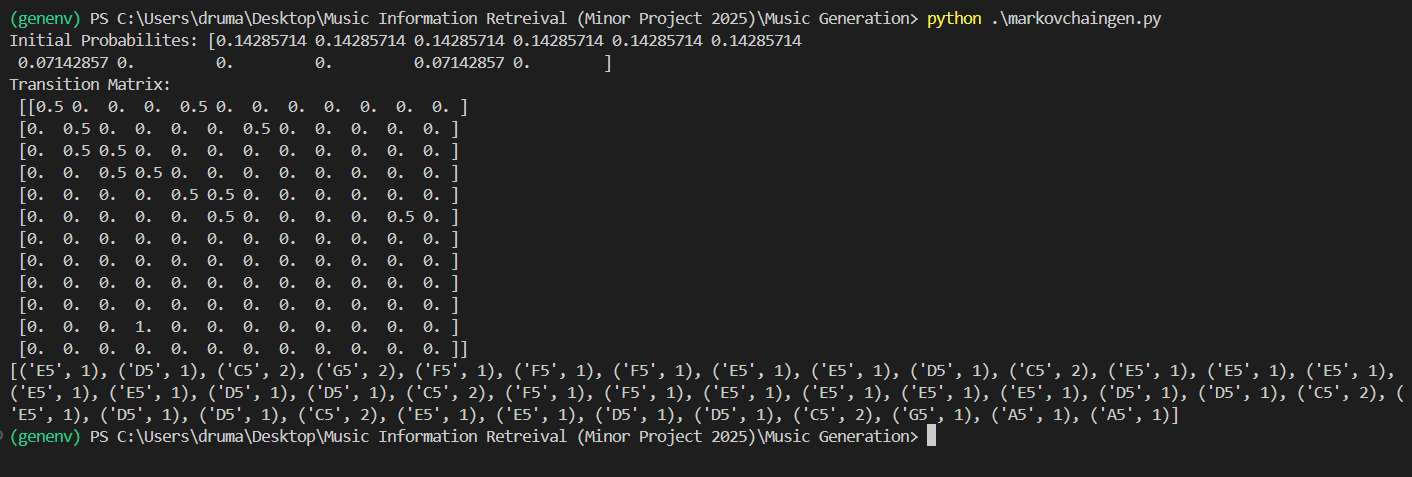 (genenv) PS C:\Users\druma\Desktop\Music Information Retreival (Minor Project 2025)\Music Generation> python .\markovchaingen.py
Initial Probabilites: [0.14285714 0.14285714 0.14285714 0.14285714 0.14285714 0.14285714
 0.07142857 0.         0.         0.         0.07142857 0.        ]
Transition Matrix:
 [[0.5 0.  0.  0.  0.5 0.  0.  0.  0.  0.  0.  0. ]
 [0.  0.5 0.  0.  0.  0.  0.5 0.  0.  0.  0.  0. ]
 [0.  0.5 0.5 0.  0.  0.  0.  0.  0.  0.  0.  0. ]
 [0.  0.  0.5 0.5 0.  0.  0.  0.  0.  0.  0.  0. ]
 [0.  0.  0.  0.  0.5 0.5 0.  0.  0.  0.  0.  0. ]
 [0.  0.  0.  0.  0.  0.5 0.  0.  0.  0.  0.5 0. ]
 [0.  0.  0.  0.  0.  0.  0.  0.  0.  0.  0.  0. ]
 [0.  0.  0.  0.  0.  0.  0.  0.  0.  0.  0.  0. ]
 [0.  0.  0.  0.  0.  0.  0.  0.  0.  0.  0.  0. ]
 [0.  0.  0.  0.  0.  0.  0.  0.  0.  0.  0.  0. ]
 [0.  0.  0.  1.  0.  0.  0.  0.  0.  0.  0.  0. ]
 [0.  0.  0.  0.  0.  0.  0.  0.  0.  0.  0.  0. ]]
[('E5', 1), ('D5', 1), ('C5', 2), ('G5', 2), ('F5', 1), ('F5', 1), ('F5', 1), ('E5', 1), ('E5', 1), ('D5', 1), ('C5', 2), ('E5', 1), ('E5', 1), ('E5', 1),
('E5', 1), ('E5', 1), ('D5', 1), ('D5', 1), ('C5', 2), ('F5', 1), ('F5', 1), ('E5', 1), ('E5', 1), ('E5', 1), ('E5', 1), ('D5', 1), ('D5', 1), ('C5', 2), (
'E5', 1), ('D5', 1), ('D5', 1), ('C5', 2), ('E5', 1), ('E5', 1), ('D5', 1), ('D5', 1), ('C5', 2), ('G5', 1), ('A5', 1), ('A5', 1)]
(genenv) PS C:\Users\druma\Desktop\Music Information Retreival (Minor Project 2025)\Music Generation>